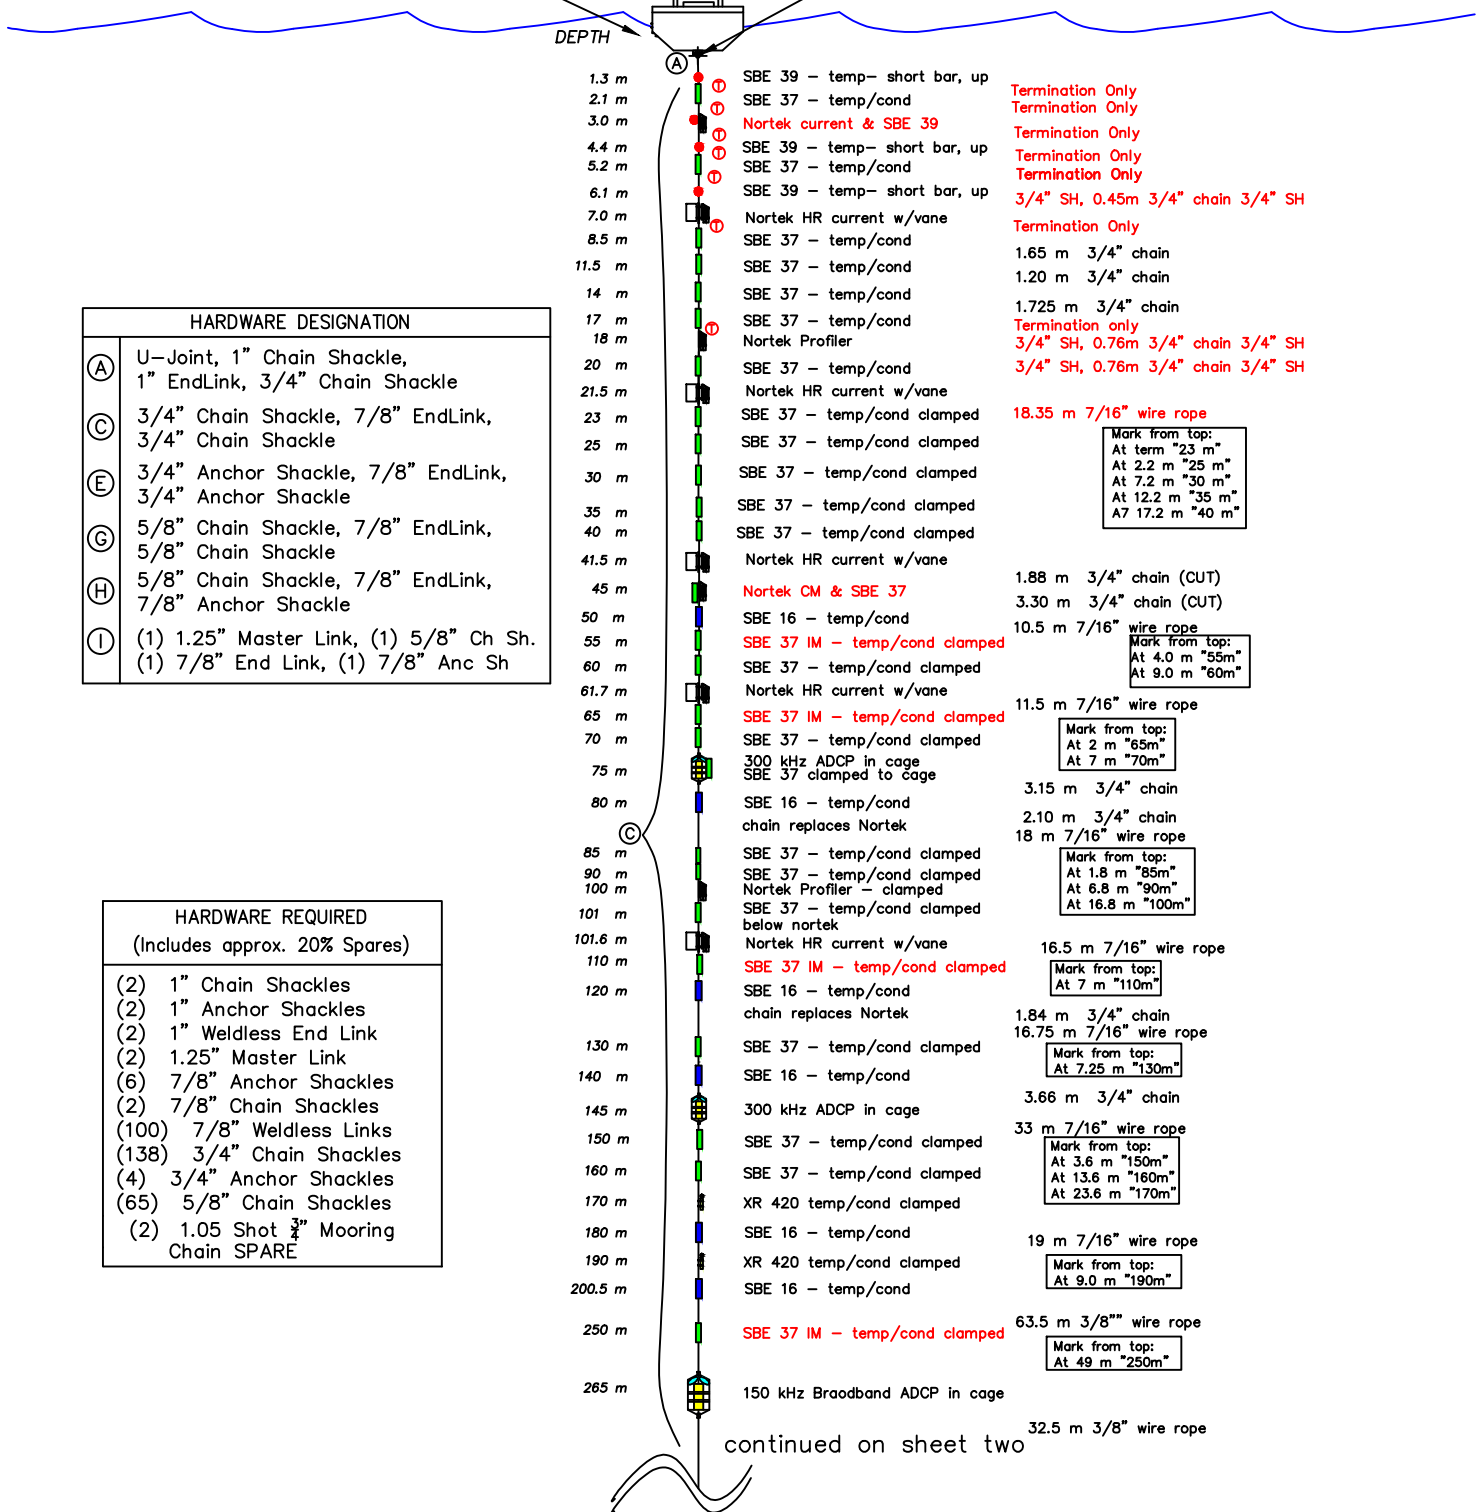 DEPTH
A
1.3 m SBE 39 – temp– short bar, up
T Termination Only
2.1 m SBE 37 – temp/cond
T Termination Only
3.0 m Nortek current & SBE 39
T Termination Only
4.4 m SBE 39 – temp– short bar, up
T Termination Only
5.2 m SBE 37 – temp/cond
T Termination Only
6.1 m SBE 39 – temp– short bar, up
3/4" SH, 0.45m 3/4" chain 3/4" SH
7.0 m Nortek HR current w/vane
T Termination Only
8.5 m SBE 37 – temp/cond
1.65 m 3/4" chain
11.5 m SBE 37 – temp/cond
1.20 m 3/4" chain
14 m SBE 37 – temp/cond
1.725 m 3/4" chain
17 m SBE 37 – temp/cond
T Termination only
18 m Nortek Profiler
3/4" SH, 0.76m 3/4" chain 3/4" SH
20 m SBE 37 – temp/cond
3/4" SH, 0.76m 3/4" chain 3/4" SH
21.5 m Nortek HR current w/vane
23 m SBE 37 – temp/cond clamped
18.35 m 7/16" wire rope
Mark from top:
At term "23 m"
At 2.2 m "25 m"
At 7.2 m "30 m"
At 12.2 m "35 m"
A7 17.2 m "40 m"
25 m SBE 37 – temp/cond clamped
30 m SBE 37 – temp/cond clamped
35 m SBE 37 – temp/cond clamped
40 m SBE 37 – temp/cond clamped
41.5 m Nortek HR current w/vane
1.88 m 3/4" chain (CUT)
45 m Nortek CM & SBE 37
3.30 m 3/4" chain (CUT)
50 m SBE 16 – temp/cond
10.5 m 7/16" wire rope
Mark from top:
At 4.0 m "55m"
At 9.0 m "60m"
55 m SBE 37 IM – temp/cond clamped
60 m SBE 37 – temp/cond clamped
61.7 m Nortek HR current w/vane
11.5 m 7/16" wire rope
Mark from top:
At 2 m "65m"
At 7 m "70m"
65 m SBE 37 IM – temp/cond clamped
70 m SBE 37 – temp/cond clamped
300 kHz ADCP in cage
75 m SBE 37 clamped to cage
3.15 m 3/4" chain
80 m SBE 16 – temp/cond
2.10 m 3/4" chain
chain replaces Nortek
18 m 7/16" wire rope
C
Mark from top:
At 1.8 m "85m"
At 6.8 m "90m"
At 16.8 m "100m"
85 m SBE 37 – temp/cond clamped
90 m SBE 37 – temp/cond clamped
100 m Nortek Profiler – clamped
101 m SBE 37 – temp/cond clamped
below nortek
101.6 m Nortek HR current w/vane
16.5 m 7/16" wire rope
Mark from top:
At 7 m "110m"
110 m SBE 37 IM – temp/cond clamped
120 m SBE 16 – temp/cond
chain replaces Nortek
1.84 m 3/4" chain
16.75 m 7/16" wire rope
Mark from top:
At 7.25 m "130m"
130 m SBE 37 – temp/cond clamped
140 m SBE 16 – temp/cond
3.66 m 3/4" chain
145 m 300 kHz ADCP in cage
33 m 7/16" wire rope
Mark from top:
At 3.6 m "150m"
At 13.6 m "160m"
At 23.6 m "170m"
150 m SBE 37 – temp/cond clamped
160 m SBE 37 – temp/cond clamped
170 m XR 420 temp/cond clamped
180 m SBE 16 – temp/cond
19 m 7/16" wire rope
Mark from top:
At 9.0 m "190m"
190 m XR 420 temp/cond clamped
200.5 m SBE 16 – temp/cond
63.5 m 3/8"" wire rope
Mark from top:
At 49 m "250m"
250 m SBE 37 IM – temp/cond clamped
265 m 150 kHz Braodband ADCP in cage
32.5 m 3/8" wire rope
continued on sheet two
HARDWARE DESIGNATION
A U–Joint, 1" Chain Shackle,
1" EndLink, 3/4" Chain Shackle
C 3/4" Chain Shackle, 7/8" EndLink,
3/4" Chain Shackle
E 3/4" Anchor Shackle, 7/8" EndLink,
3/4" Anchor Shackle
G 5/8" Chain Shackle, 7/8" EndLink,
5/8" Chain Shackle
H 5/8" Chain Shackle, 7/8" EndLink,
7/8" Anchor Shackle
I (1) 1.25" Master Link, (1) 5/8" Ch Sh.
(1) 7/8" End Link, (1) 7/8" Anc Sh
HARDWARE REQUIRED
(Includes approx. 20% Spares)
(2) 1" Chain Shackles
(2) 1" Anchor Shackles
(2) 1" Weldless End Link
(2) 1.25" Master Link
(6) 7/8" Anchor Shackles
(2) 7/8" Chain Shackles
(100) 7/8" Weldless Links
(138) 3/4" Chain Shackles
(4) 3/4" Anchor Shackles
(65) 5/8" Chain Shackles
(2) 1.05 Shot 3/4" Mooring
Chain SPARE